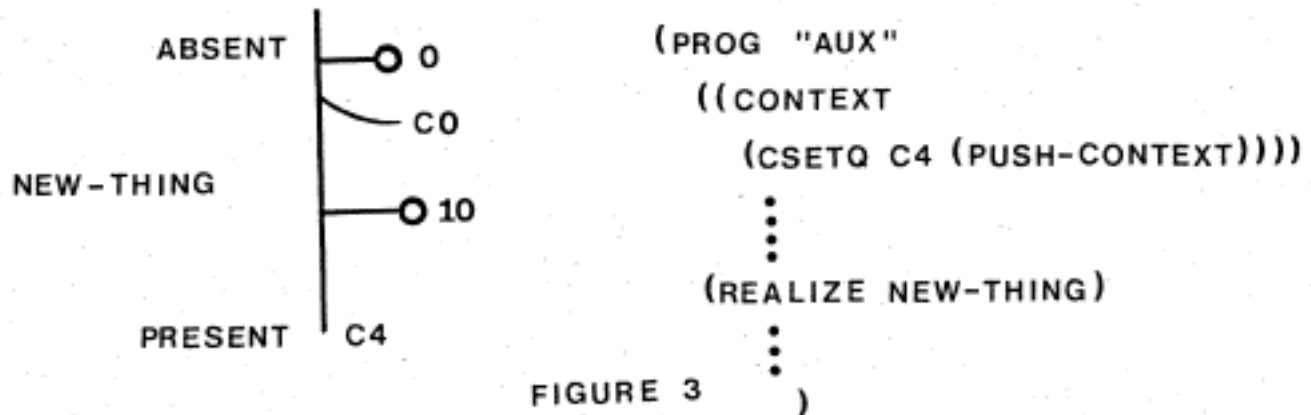 ABSENT 0
C0
NEW-THING
10
PRESENT C4
(PROG "AUX"
((CONTEXT
(CSETQ C4 (PUSH-CONTEXT))))
(REALIZE NEW-THING)
)
FIGURE 3